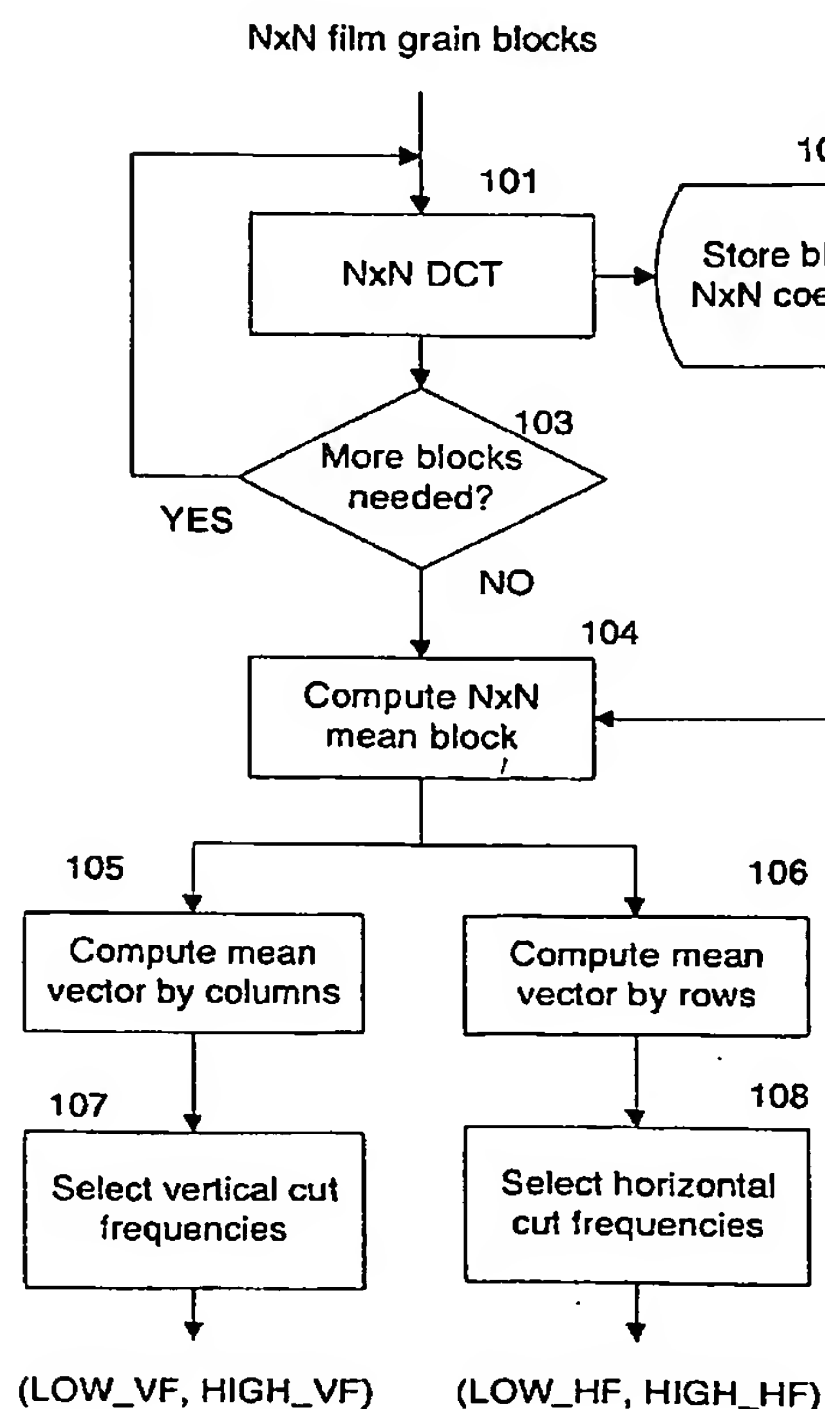 NxN film grain blocks
101
NxN DCT
Store
NxN
103
More blocks
needed?
YES
NO
104
Compute NxN
mean block
105
106
Compute mean
vector by columns
Compute mean
vector by rows
107
108
Select vertical cut
frequencies
Select horizontal
cut frequencies
(LOW_VF, HIGH_VF)
(LOW_HF, HIGH_HF)